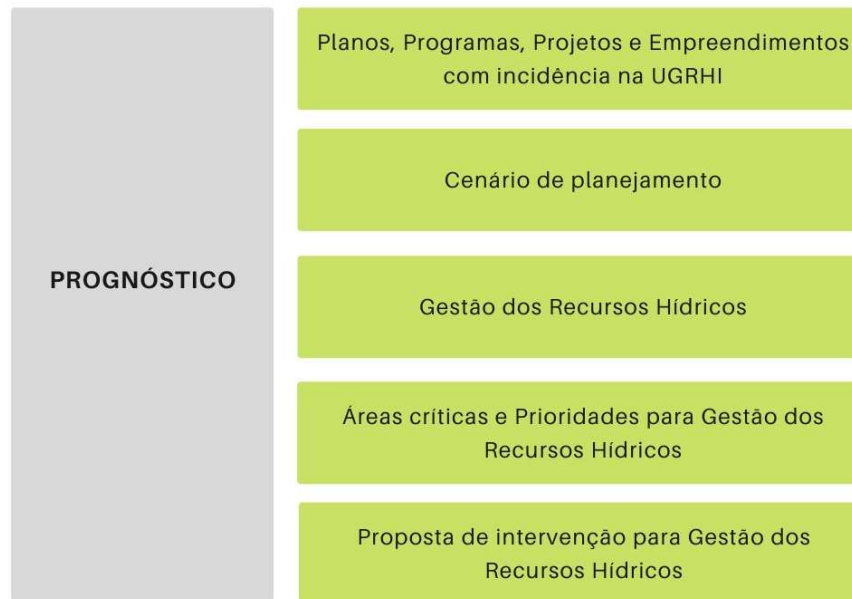 PROGNÓSTICO
Planos, Programas, Projetos e Empreendimentos
com incidência na UGRHI
Cenário de planejamento
Gestão dos Recursos Hídricos
Áreas críticas e Prioridades para Gestão dos
Recursos Hídricos
Proposta de intervenção para Gestão dos
Recursos Hídricos